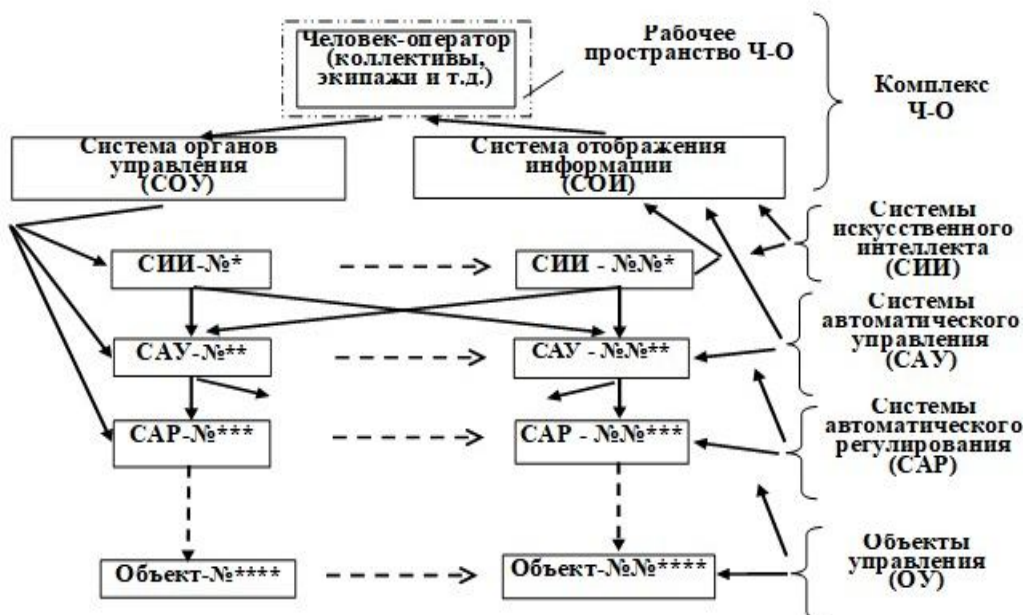 Человек-оператор
(коллективы,
экипажи и т.д.)
Рабочее
пространство Ч-О
Комплекс
Ч-О
Система органов
управления
(СОУ)
Система отображения
информации
(СОИ)
Системы
искусственного
интеллекта
(СИИ)
СИИ-№*
СИИ - №№*
Системы
автоматического
управления
(САУ)
САУ-№**
САУ - №№**
Системы
автоматического
регулирования
(САР)
САР-№***
САР - №№***
Объекты
управления
(ОУ)
Объект-№****
Объект-№№****